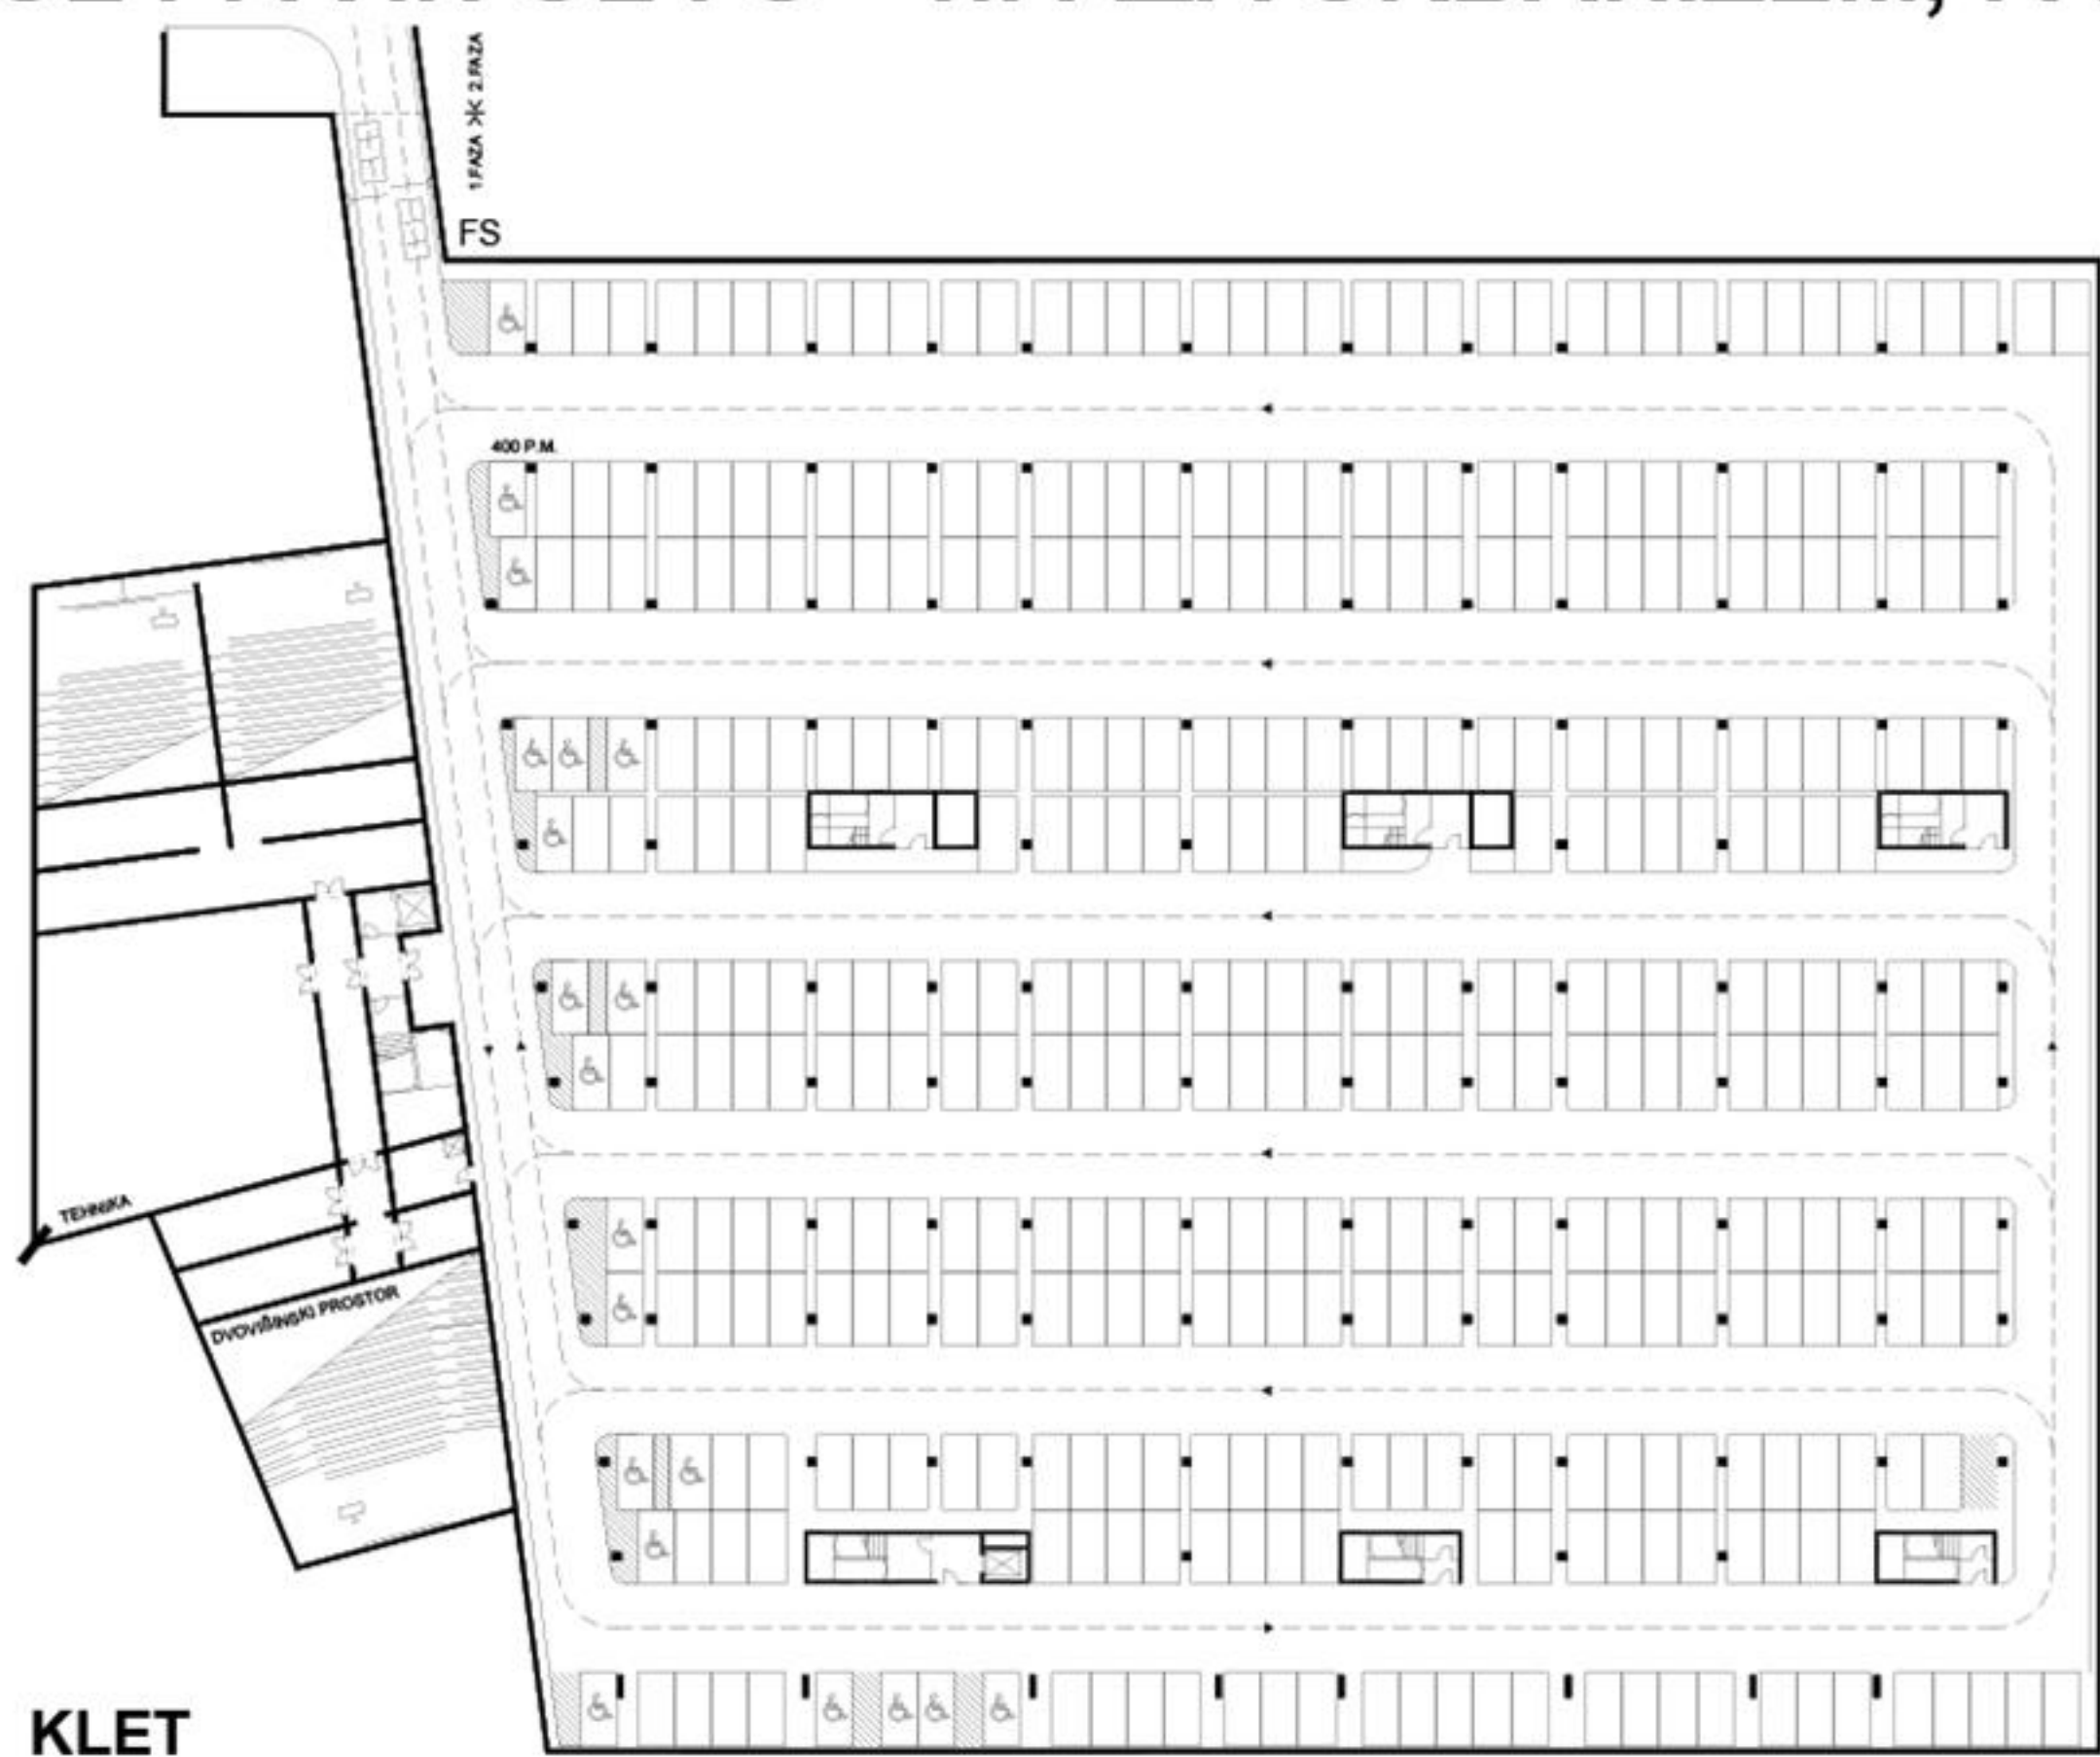 1.FAZA 2.FAZA
FS
400 P.M.
TEHNIKA
DVOVIŠINSKI PROSTOR
KLET